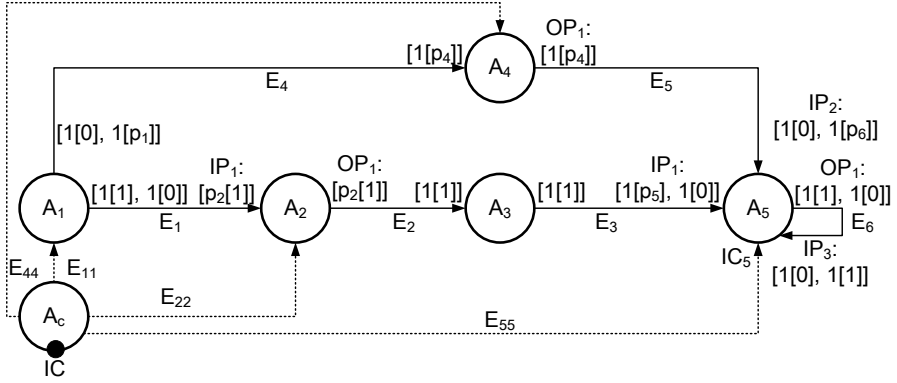 OP₁:
[1[p₄]]
A₄
[1[p₄]]
E₄
E₅
IP₂:
[1[0], 1[p₆]]
[1[0], 1[p₁]]
IP₁:
[p₂[1]]
OP₁:
[p₂[1]]
IP₁:
[1[p₅], 1[0]]
OP₁:
[1[1], 1[0]]
A₁
[1[1], 1[0]]
A₂
[1[1]]
A₃
[1[1]]
A₅
E₁
E₂
E₃
E₆
IC₅
IP₃:
[1[0], 1[1]]
E₄₄
E₁₁
E₂₂
E₅₅
A꜀
IC